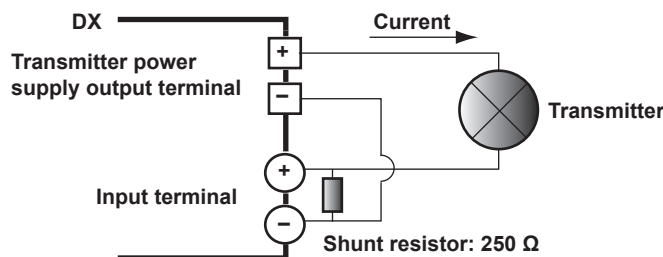 DX
Current
+
Transmitter power
supply output terminal
−
Transmitter
+
Input terminal
−
Shunt resistor: 250 Ω